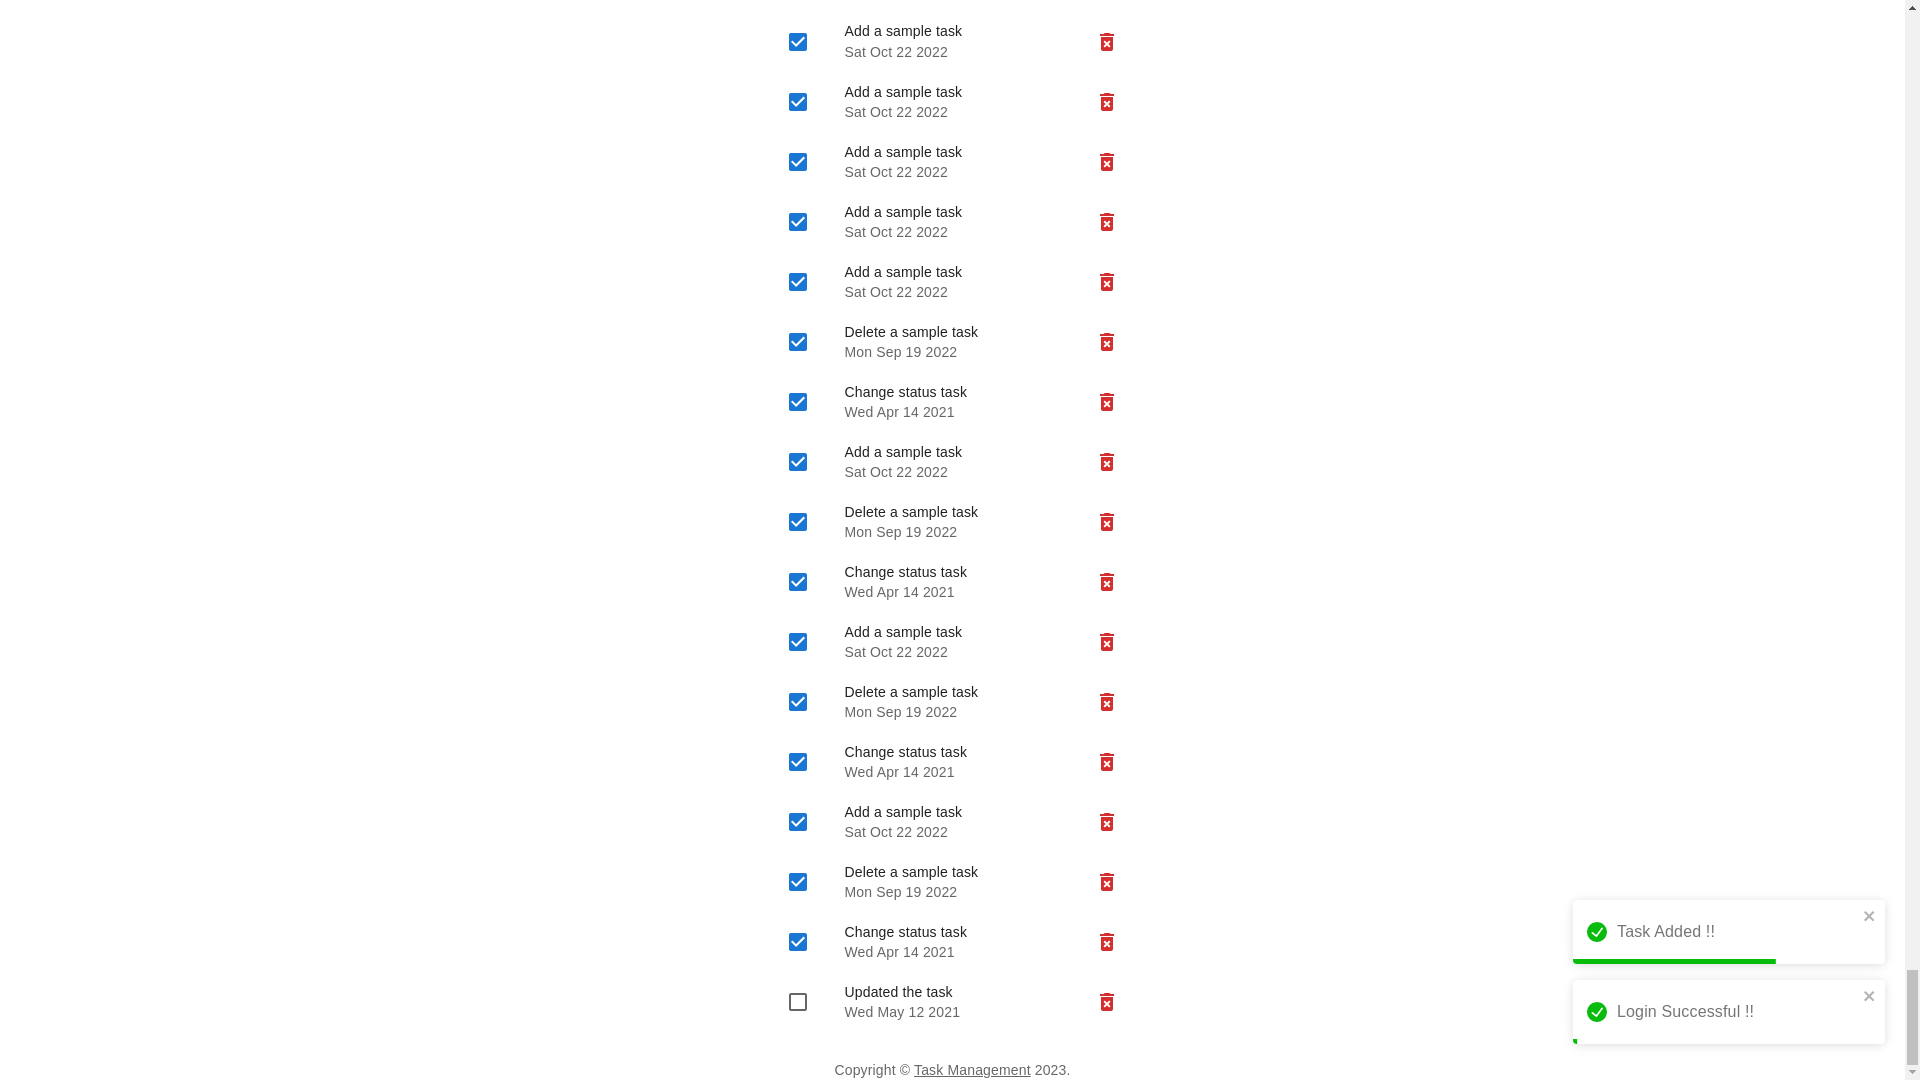 Add a sample task
Sat Oct 22 2022
Add a sample task
Sat Oct 22 2022
Add a sample task
Sat Oct 22 2022
Add a sample task
Sat Oct 22 2022
Add a sample task
Sat Oct 22 2022
Delete a sample task
Mon Sep 19 2022
Change status task
Wed Apr 14 2021
Add a sample task
Sat Oct 22 2022
Delete a sample task
Mon Sep 19 2022
Change status task
Wed Apr 14 2021
Add a sample task
Sat Oct 22 2022
Delete a sample task
Mon Sep 19 2022
Change status task
Wed Apr 14 2021
Add a sample task
Sat Oct 22 2022
Delete a sample task
Mon Sep 19 2022
Change status task
Wed Apr 14 2021
Updated the task
Wed May 12 2021
Copyright © Task Management 2023.
Task Added !!
Login Successful !!